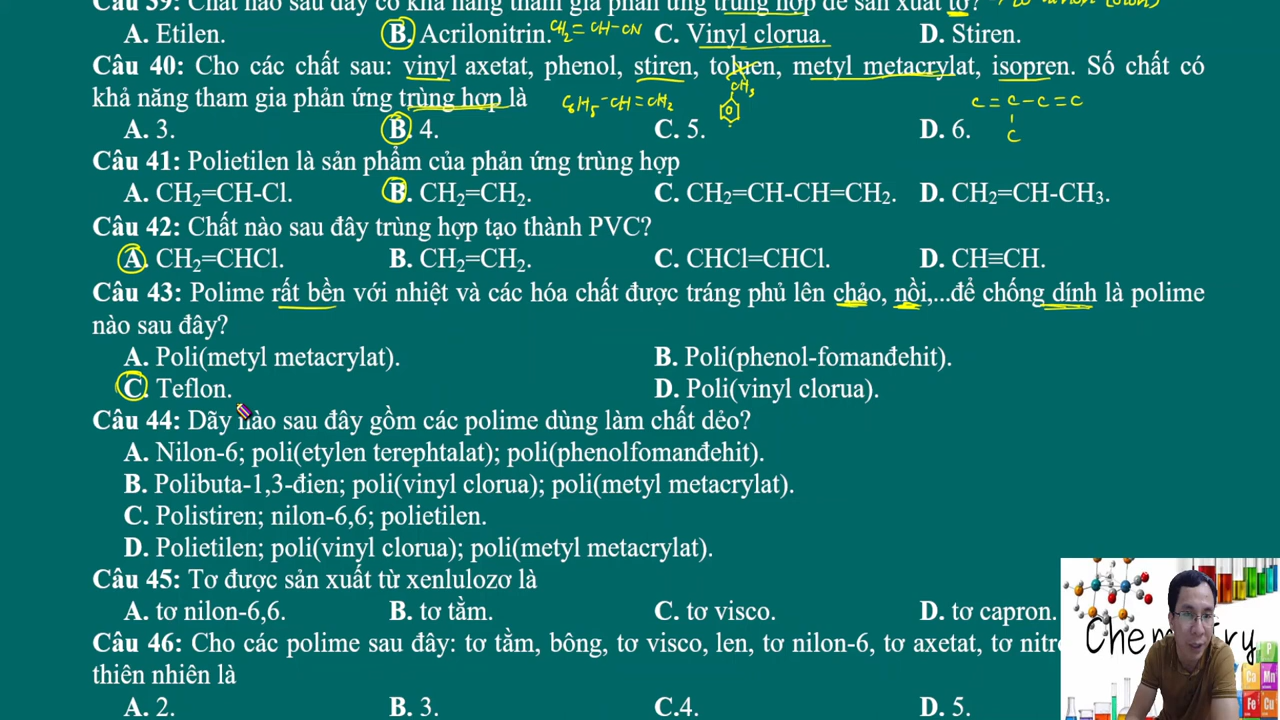 Câu 39: Chất nào sau đây có khả năng tham gia phản ứng trùng hợp để sản xuất tơ?
A. Etilen. B. Acrilonitrin. CH2=CH-CN C. Vinyl clorua. D. Stiren.
Câu 40: Cho các chất sau: vinyl axetat, phenol, stiren, toluen, metyl metacrylat, isopren. Số chất có
khả năng tham gia phản ứng trùng hợp là C6H5-CH=CH2 CH3 C=C-C=C
A. 3. B. 4. C. 5. D. 6. C
Câu 41: Polietilen là sản phẩm của phản ứng trùng hợp
A. CH2=CH-Cl. B. CH2=CH2. C. CH2=CH-CH=CH2. D. CH2=CH-CH3.
Câu 42: Chất nào sau đây trùng hợp tạo thành PVC?
A. CH2=CHCl. B. CH2=CH2. C. CHCl=CHCl. D. CH≡CH.
Câu 43: Polime rất bền với nhiệt và các hóa chất được tráng phủ lên chảo, nồi,...để chống dính là polime
nào sau đây?
A. Poli(metyl metacrylat). B. Poli(phenol-fomanđehit).
C. Teflon. D. Poli(vinyl clorua).
Câu 44: Dãy nào sau đây gồm các polime dùng làm chất dẻo?
A. Nilon-6; poli(etylen terephtalat); poli(phenolfomanđehit).
B. Polibuta-1,3-đien; poli(vinyl clorua); poli(metyl metacrylat).
C. Polistiren; nilon-6,6; polietilen.
D. Polietilen; poli(vinyl clorua); poli(metyl metacrylat).
Câu 45: Tơ được sản xuất từ xenlulozơ là
A. tơ nilon-6,6. B. tơ tằm. C. tơ visco. D. tơ capron.
Câu 46: Cho các polime sau đây: tơ tằm, bông, tơ visco, len, tơ nilon-6, tơ axetat, tơ nitro
thiên nhiên là
A. 2. B. 3. C.4. D. 5.
P
Ca Mn
Fe Cu